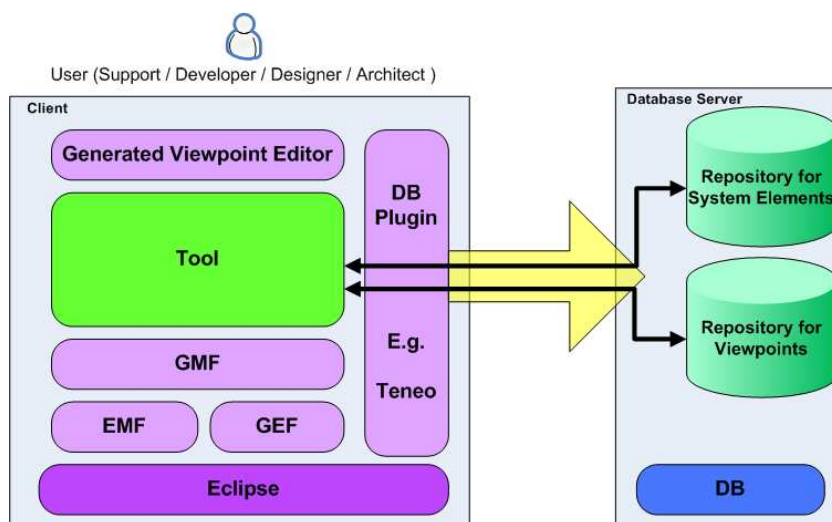 User (Support / Developer / Designer / Architect )
Client
Generated Viewpoint Editor
Tool
GMF
EMF
GEF
Eclipse
DB
Plugin
E.g.
Teneo
Database Server
Repository for
System Elements
Repository for
Viewpoints
DB